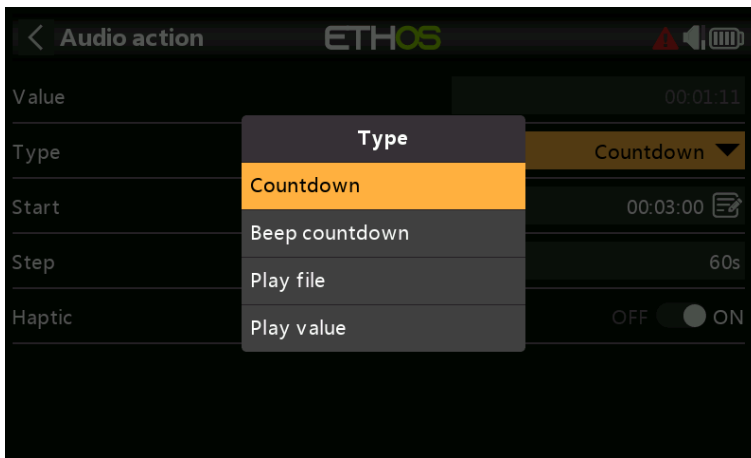 Audio action
ETHOS
Value 00:01:11
Type
Type Countdown
Countdown
Start 00:03:00
Beep countdown
Step 60s
Play file
Haptic OFF ON
Play value